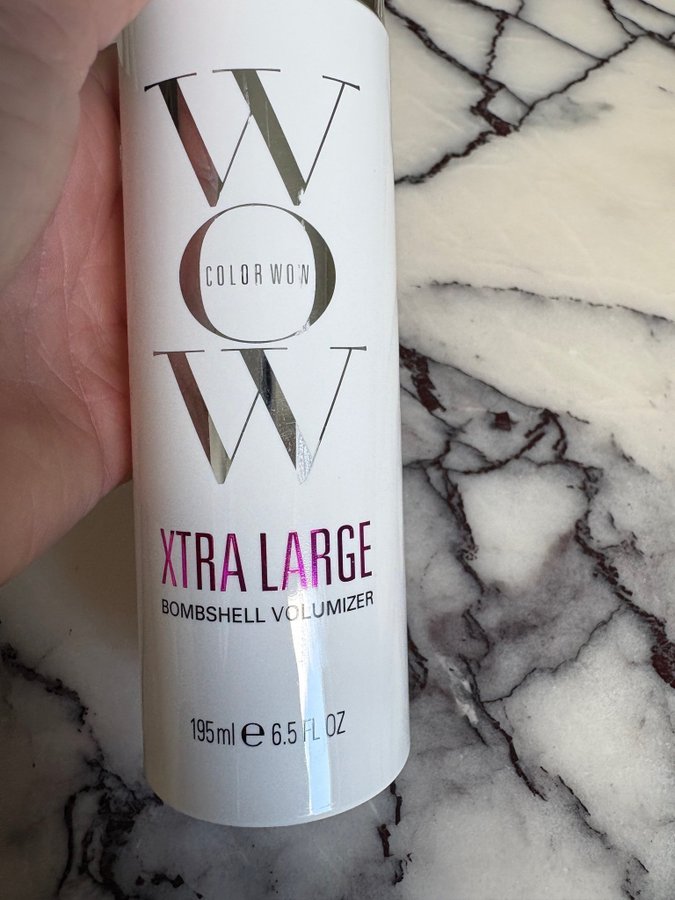 W
COLOR WOW
O
W
XTRA LARGE
BOMBSHELL VOLUMIZER
195ml e 6.5 FL OZ